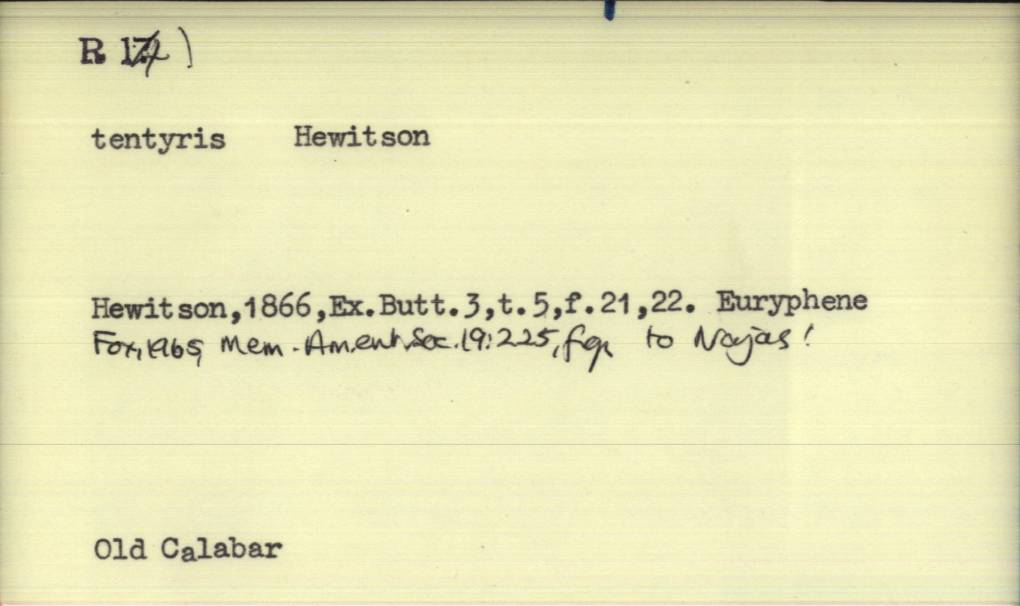 R 17 )
tentyris Hewitson
Hewitson,1866,Ex.Butt.3,t.5,f.21,22. Euryphene
Fox, 1965, Mem. Am. ent. Soc. 19: 225, figs to Najas!
Old Calabar